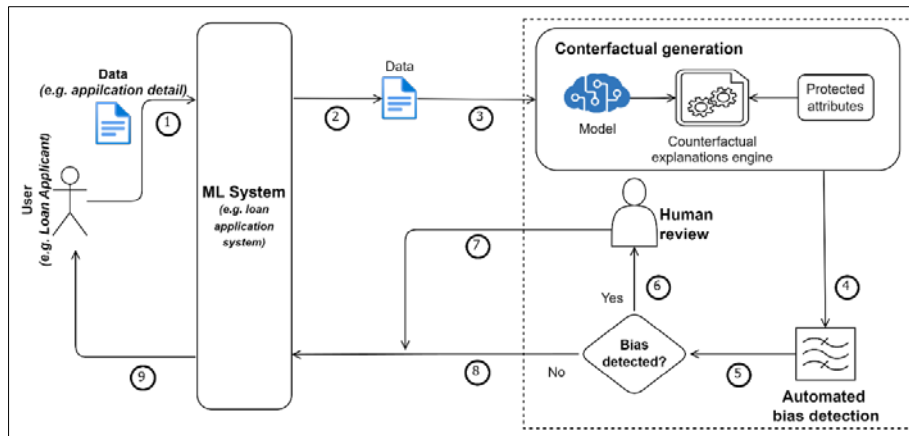 Data
(e.g. appilcation detail)
1
User
(e.g. Loan Applicant)
ML System
(e.g. loan
application
system)
2
Data
3
Conterfactual generation
Model
Counterfactual
explanations engine
Protected
attributes
4
Automated
bias detection
5
Bias
detected?
Yes
6
Human
review
7
No
8
9